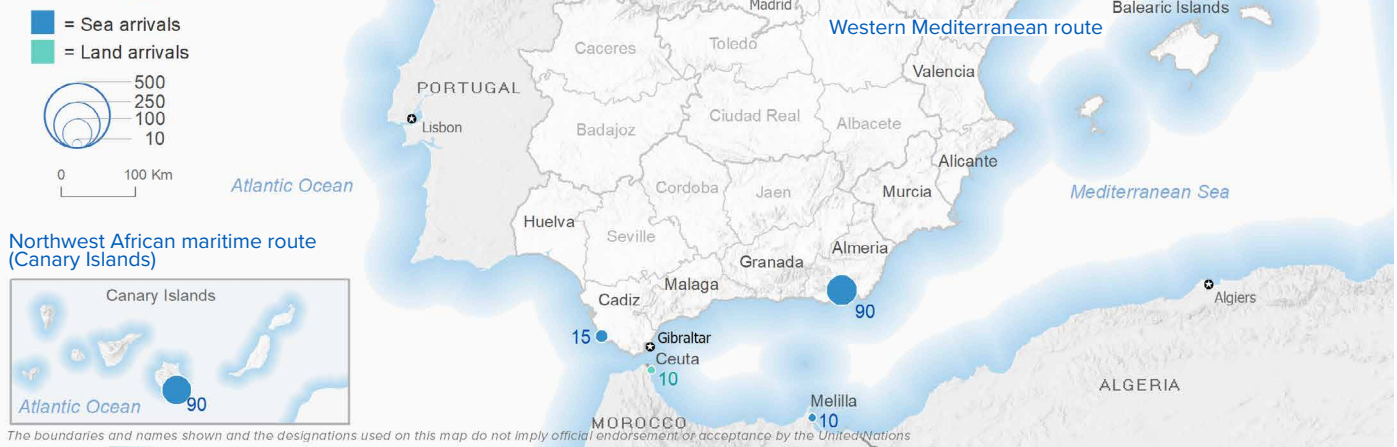 = Sea arrivals
= Land arrivals
500
250
100
10
0 100 Km
Madrid
Western Mediterranean route
Balearic Islands
Caceres
Toledo
Valencia
PORTUGAL
Lisbon
Badajoz
Ciudad Real
Albacete
Alicante
Atlantic Ocean
Cordoba
Jaen
Murcia
Mediterranean Sea
Huelva
Seville
Almeria
Granada
Malaga
Cadiz
90
Algiers
15
Gibraltar
Ceuta
10
ALGERIA
Melilla
10
MOROCCO
Northwest African maritime route
(Canary Islands)
Canary Islands
Atlantic Ocean
90
The boundaries and names shown and the designations used on this map do not imply official endorsement or acceptance by the United Nations